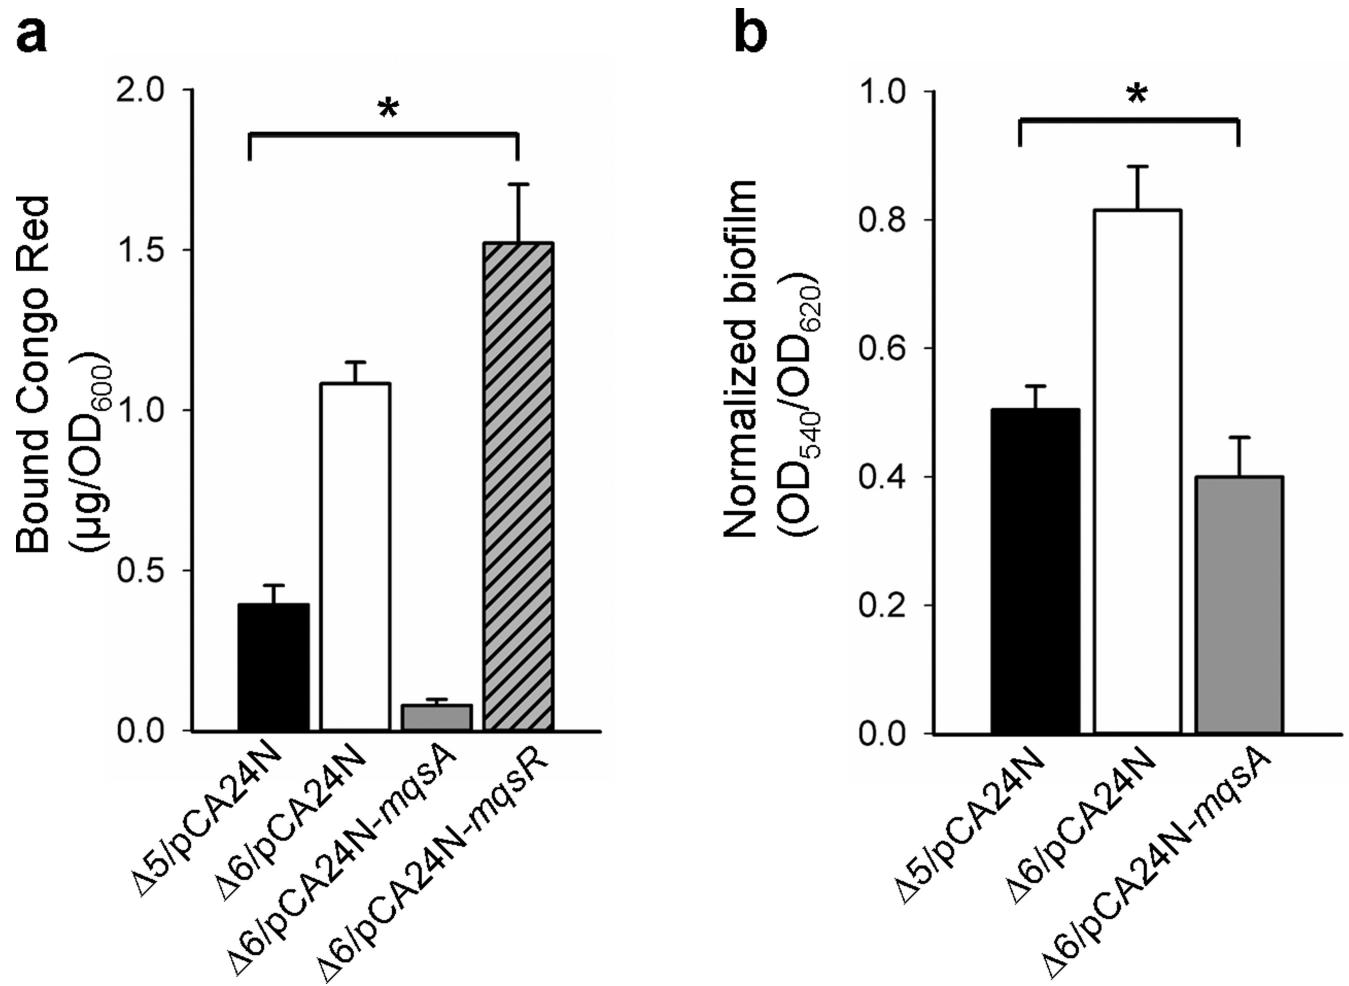 a
*
2.0
1.5
1.0
0.5
0.0
Bound Congo Red
(µg/OD600)
Δ5/pCA24N
Δ6/pCA24N
Δ6/pCA24N-mqsA
Δ6/pCA24N-mqsR
b
*
1.0
0.8
0.6
0.4
0.2
0.0
Normalized biofilm
(OD540/OD620)
Δ5/pCA24N
Δ6/pCA24N
Δ6/pCA24N-mqsA